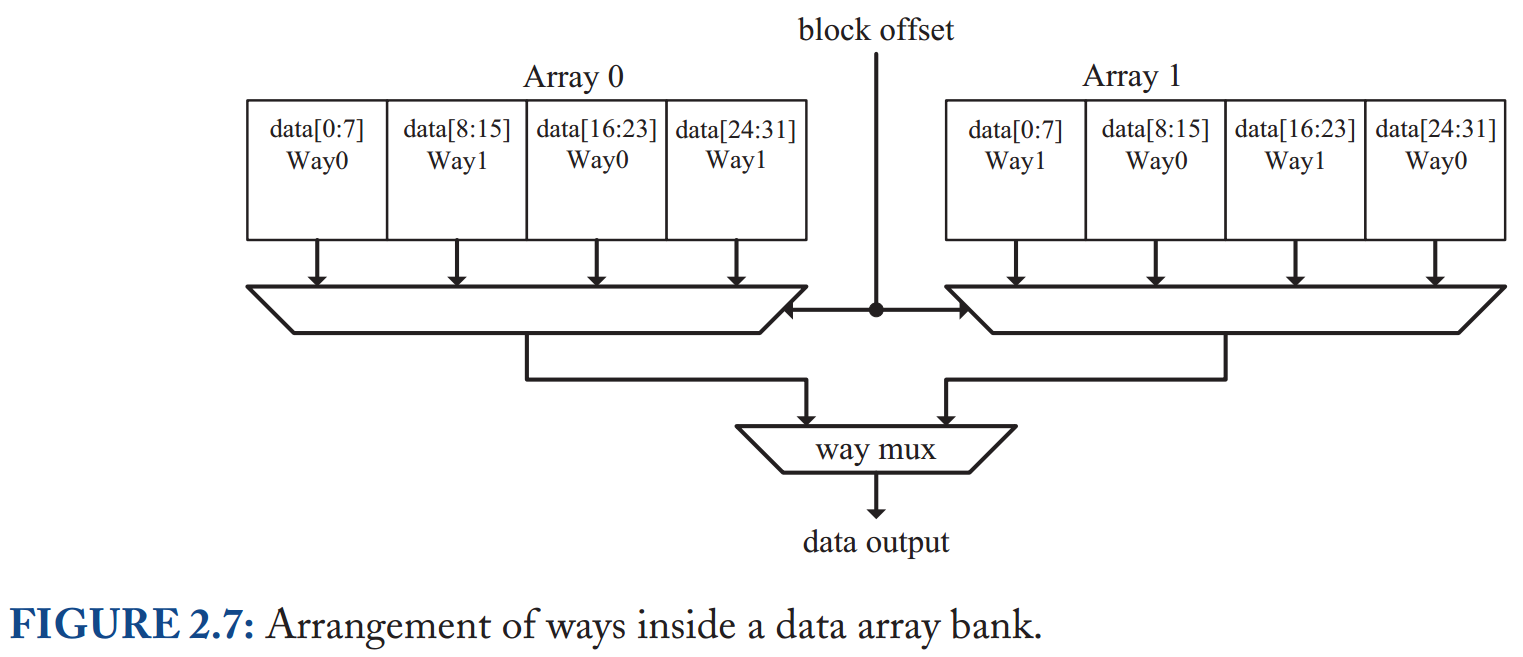 block offset
Array 0
Array 1
data[0:7]
Way0
data[8:15]
Way1
data[16:23]
Way0
data[24:31]
Way1
data[0:7]
Way1
data[8:15]
Way0
data[16:23]
Way1
data[24:31]
Way0
way mux
data output
FIGURE 2.7: Arrangement of ways inside a data array bank.